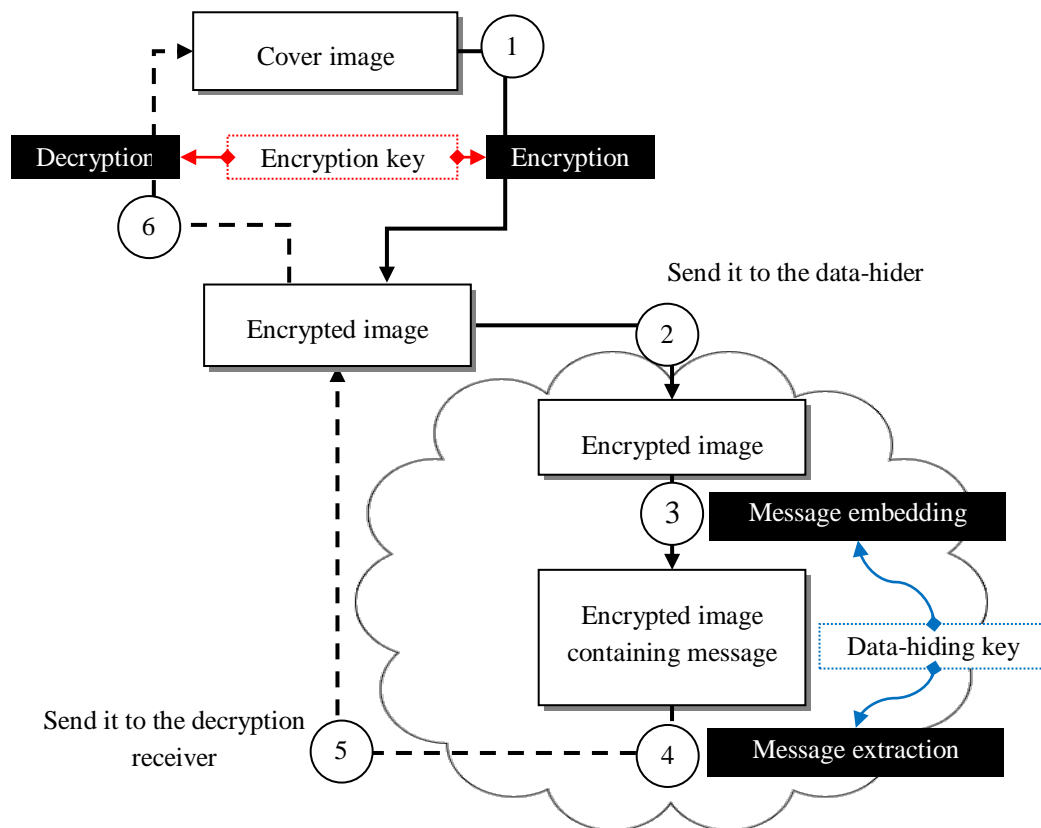 Cover image
1
Decryption
Encryption key
Encryption
6
Send it to the data-hider
Encrypted image
2
Encrypted image
3
Message embedding
Encrypted image
containing message
Data-hiding key
Send it to the decryption
receiver
5
4
Message extraction